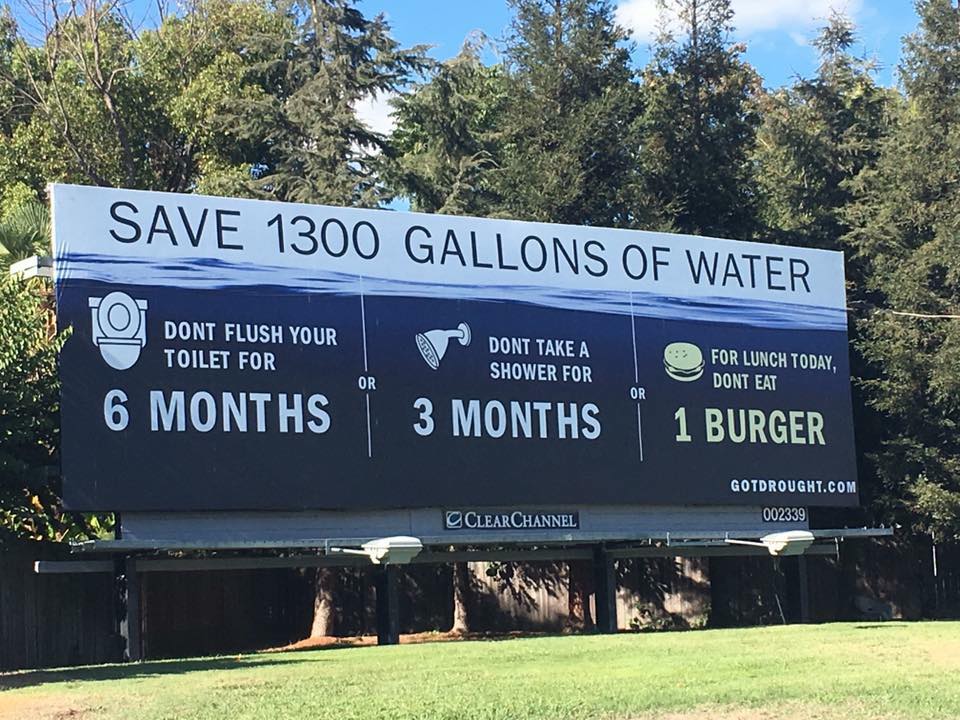 SAVE 1300 GALLONS OF WATER
DONT FLUSH YOUR
TOILET FOR
6 MONTHS
OR
DONT TAKE A
SHOWER FOR
3 MONTHS
OR
FOR LUNCH TODAY,
DONT EAT
1 BURGER
GOTDROUGHT.COM
CLEARCHANNEL
002339